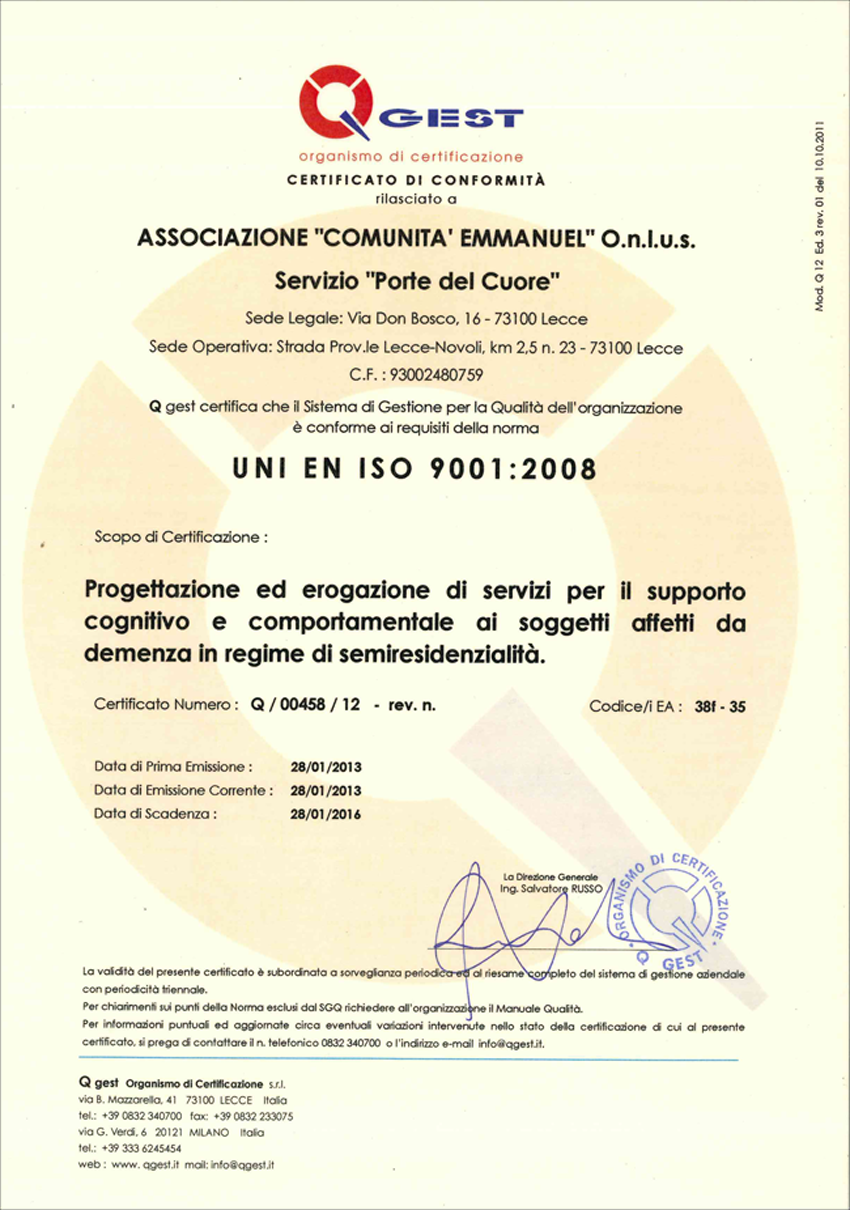 QGEST
organismo di certificazione
CERTIFICATO DI CONFORMITÀ
rilasciato a
ASSOCIAZIONE "COMUNITA' EMMANUEL" O.n.l.u.s.
Servizio "Porte del Cuore"
Sede Legale: Via Don Bosco, 16 - 73100 Lecce
Sede Operativa: Strada Prov.le Lecce-Novoli, km 2,5 n. 23 - 73100 Lecce
C.F. : 93002480759
Q gest certifica che il Sistema di Gestione per la Qualità dell'organizzazione
è conforme ai requisiti della norma
UNI EN ISO 9001:2008
Scopo di Certificazione :
Progettazione ed erogazione di servizi per il supporto
cognitivo e comportamentale ai soggetti affetti da
demenza in regime di semiresidenzialità.
Certificato Numero : Q / 00458 / 12 - rev. n. Codice/i EA : 38f - 35
Data di Prima Emissione : 28/01/2013
Data di Emissione Corrente : 28/01/2013
Data di Scadenza : 28/01/2016
La Direzione Generale
Ing. Salvatore RUSSO
ORGANISMO DI CERTIFICAZIONE
Q GEST
La validità del presente certificato è subordinata a sorveglianza periodica ed al riesame completo del sistema di gestione aziendale
con periodicità triennale.
Per chiarimenti sui punti della Norma esclusi dal SGQ richiedere all'organizzazione il Manuale Qualità.
Per informazioni puntuali ed aggiornate circa eventuali variazioni intervenute nello stato della certificazione di cui al presente
certificato, si prega di contattare il n. telefonico 0832 340700 o l'indirizzo e-mail info@qgest.it.
Q gest Organismo di Certificazione s.r.l.
via B. Mazzarella, 41 73100 LECCE Italia
tel.: +39 0832 340700 fax: +39 0832 233075
via G. Verdi, 6 20121 MILANO Italia
tel.: +39 333 6245454
web : www. qgest.it mail: info@qgest.it
Mod. Q 12 Ed. 3 rev. 01 del 10.10.2011